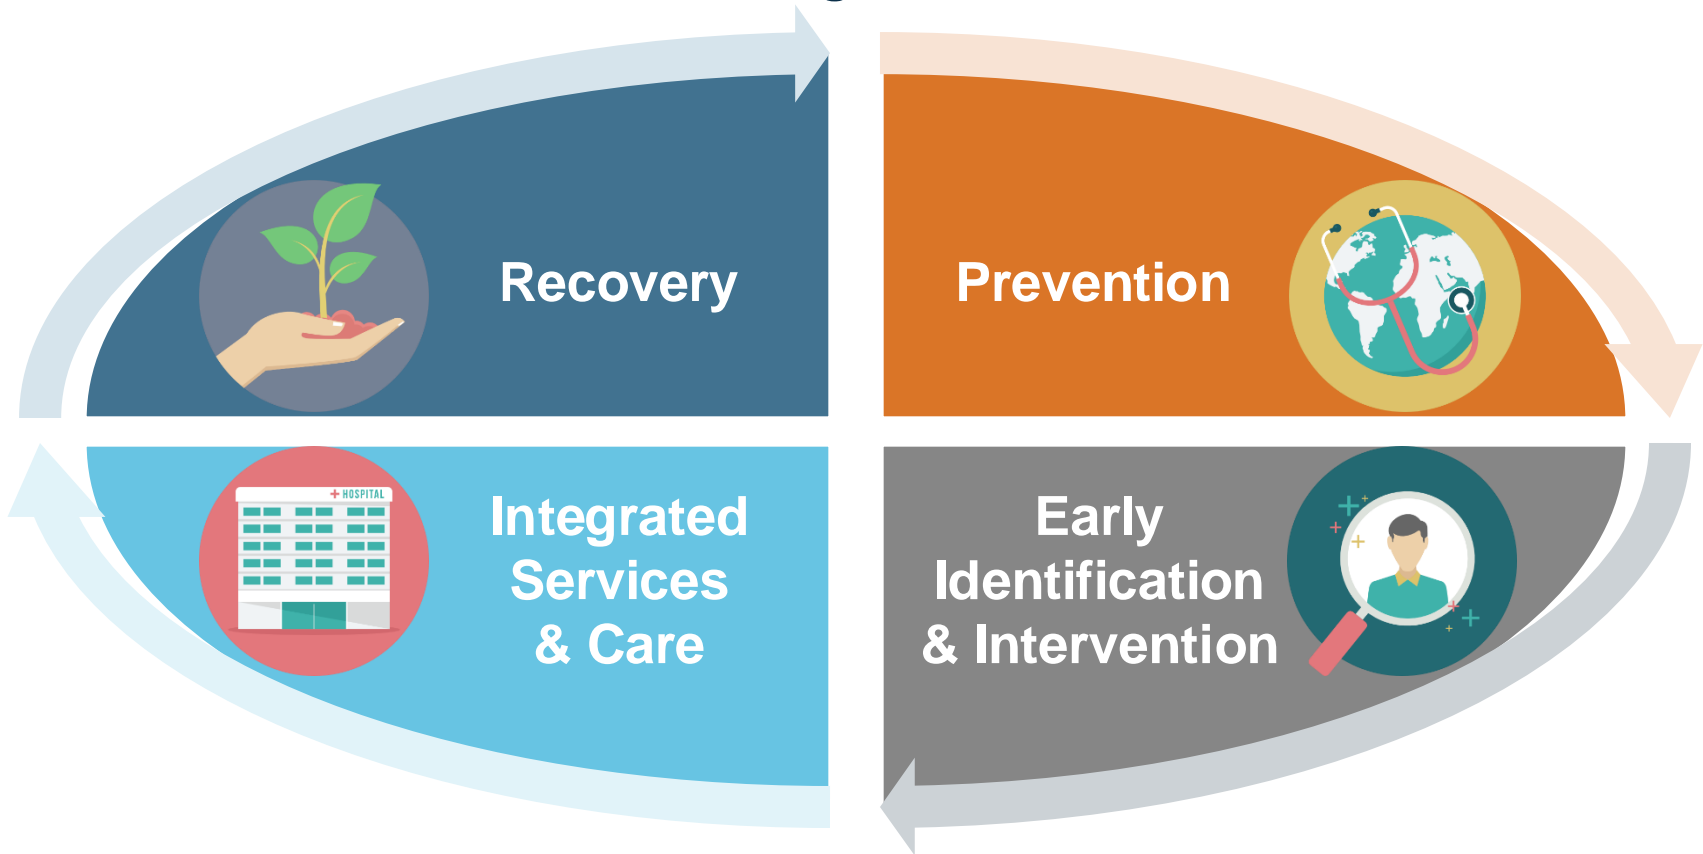 Recovery
Prevention
+ HOSPITAL
Integrated
Services
& Care
Early
Identification
& Intervention